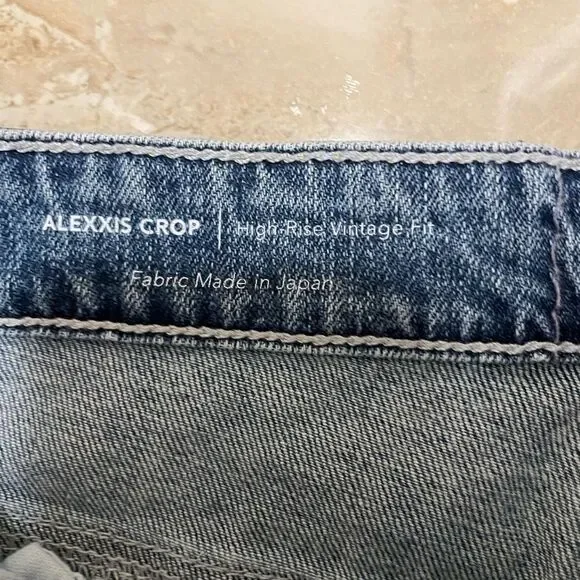 ALEXXIS CROP | High-Rise Vintage Fit
Fabric Made in Japan